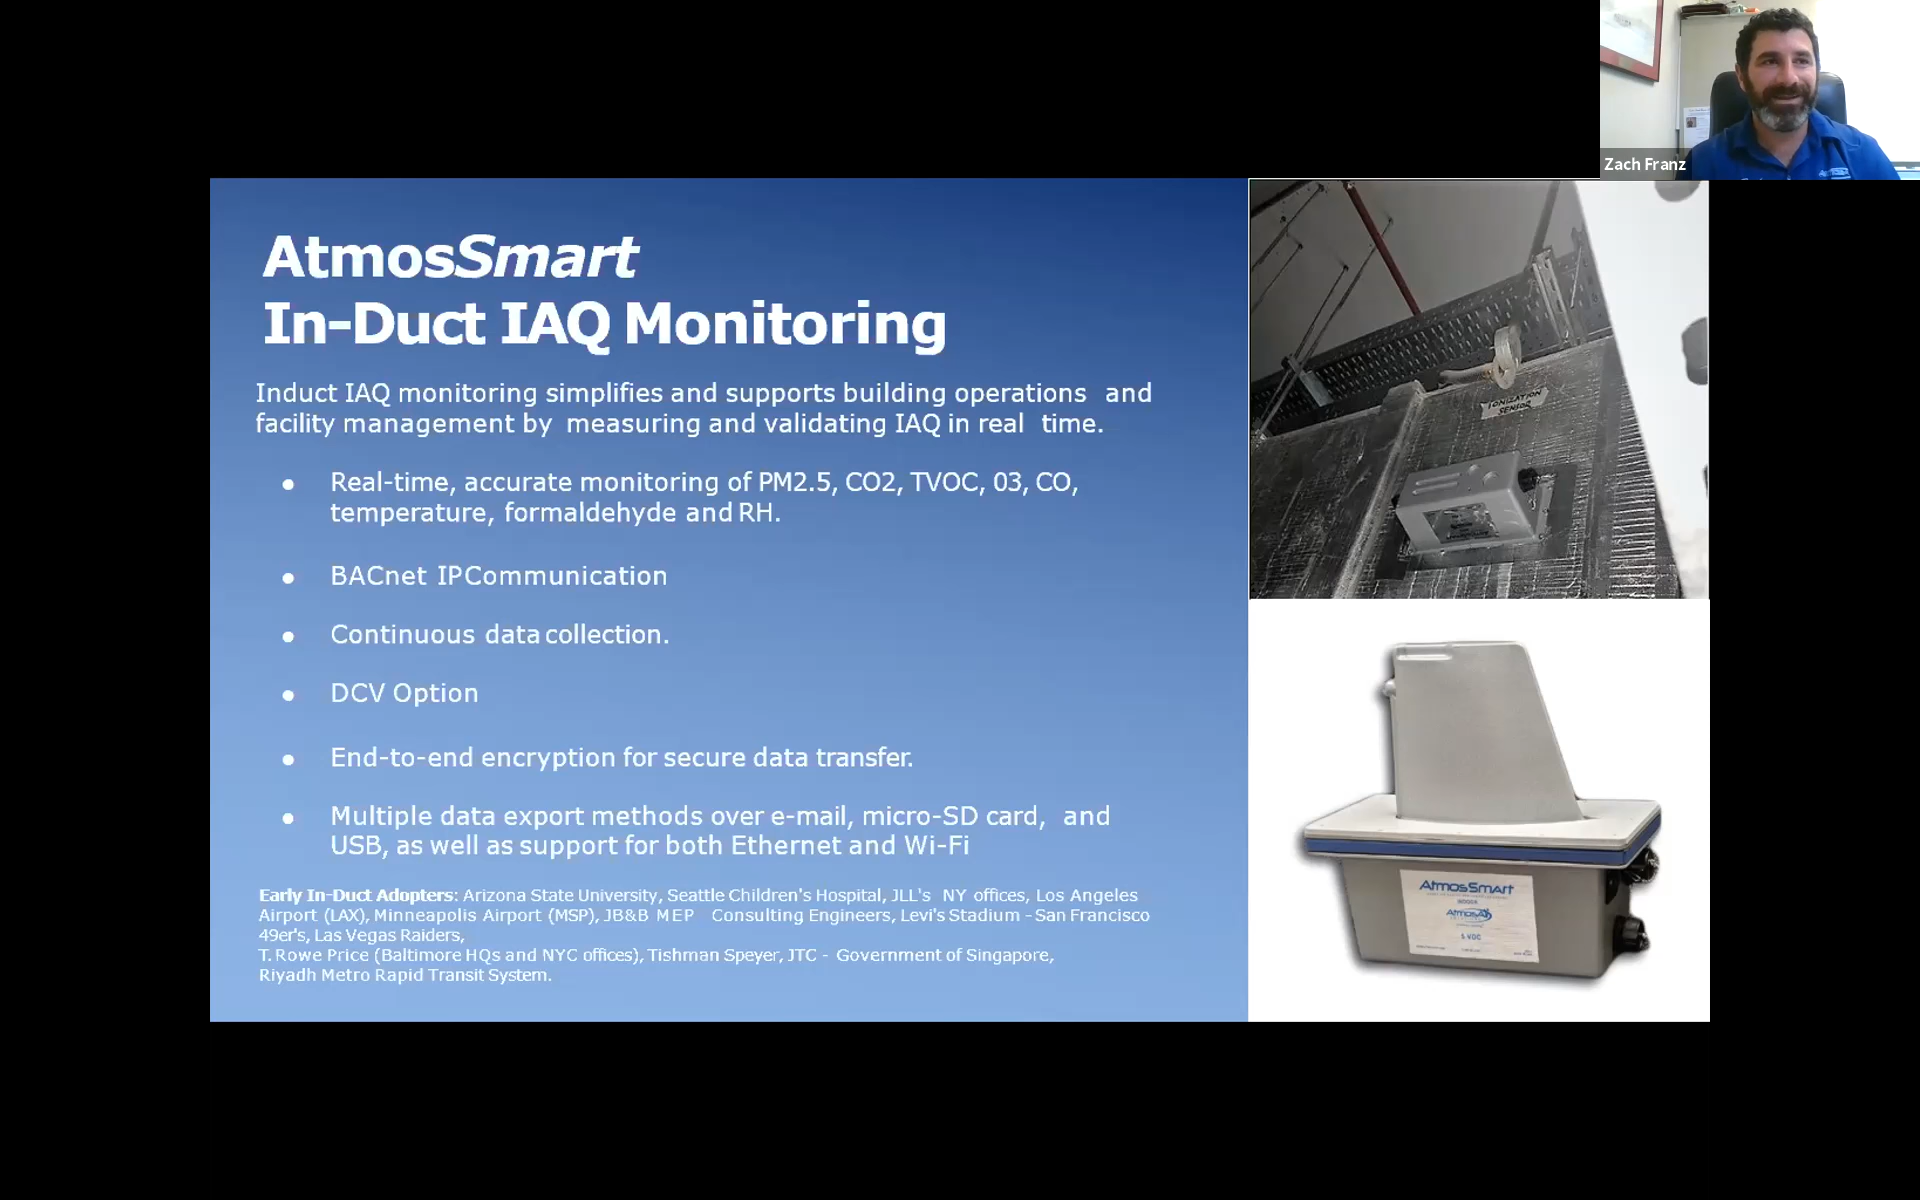 Zach Franz
AtmosSmart
In-Duct IAQ Monitoring
Induct IAQ monitoring simplifies and supports building operations and
facility management by measuring and validating IAQ in real time.
● Real-time, accurate monitoring of PM2.5, CO2, TVOC, 03, CO,
temperature, formaldehyde and RH.
● BACnet IPCommunication
● Continuous data collection.
● DCV Option
● End-to-end encryption for secure data transfer.
● Multiple data export methods over e-mail, micro-SD card, and
USB, as well as support for both Ethernet and Wi-Fi
Early In-Duct Adopters: Arizona State University, Seattle Children's Hospital, JLL's NY offices, Los Angeles
Airport (LAX), Minneapolis Airport (MSP), JB&B MEP Consulting Engineers, Levi's Stadium - San Francisco
49er's, Las Vegas Raiders,
T. Rowe Price (Baltimore HQs and NYC offices), Tishman Speyer, JTC - Government of Singapore,
Riyadh Metro Rapid Transit System.
IONIZATION
SENSOR
AtmosSmart
5 VDC